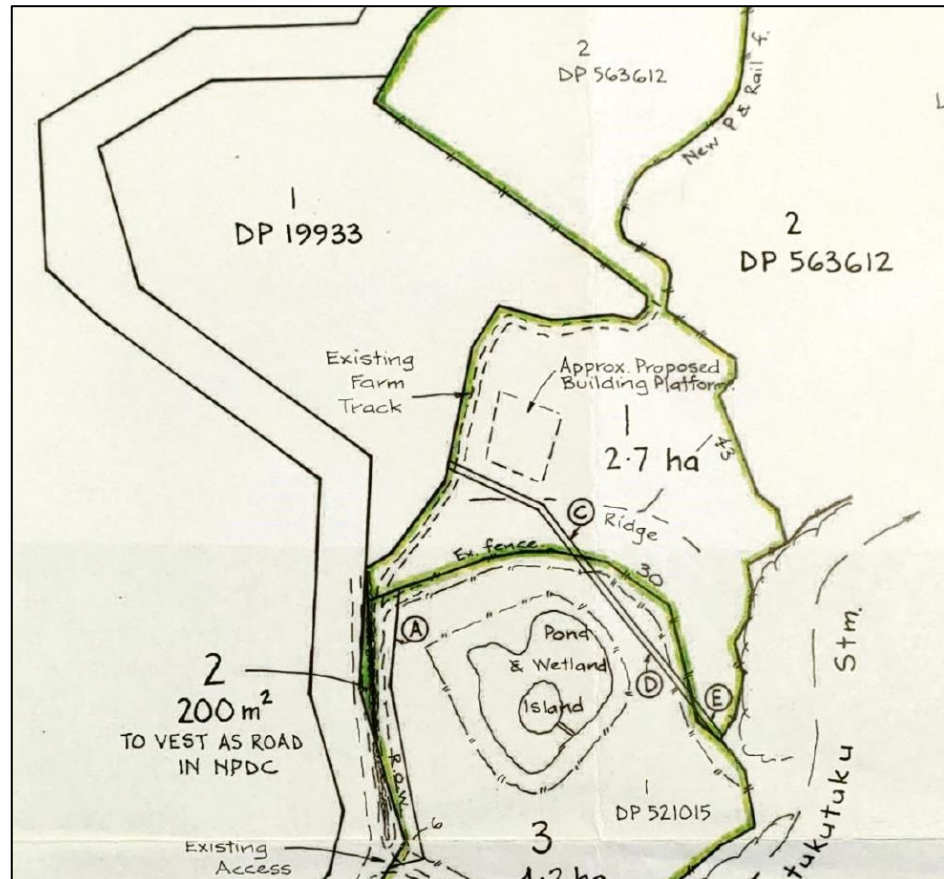 2
DP 563612
New P & Rail f.
1
DP 19933
2
DP 563612
Existing
Farm
Track
Approx. Proposed
Building Platform.
1
2.7 ha
Ridge
C
Ex. fence
30
A
Pond
& Wetland
Island
D
E
Stm.
2
200 m²
TO VEST AS ROAD
IN NPDC
R.O.W
6
Existing
Access
3
1
DP 521015
tukutuku